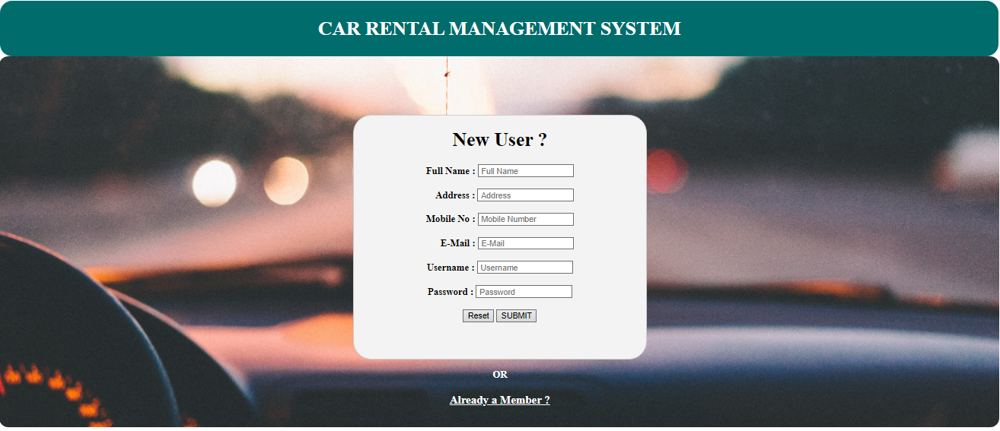 CAR RENTAL MANAGEMENT SYSTEM
New User ?
Full Name : Full Name
Address : Address
Mobile No : Mobile Number
E-Mail : E-Mail
Username : Username
Password : Password
Reset SUBMIT
OR
Already a Member ?